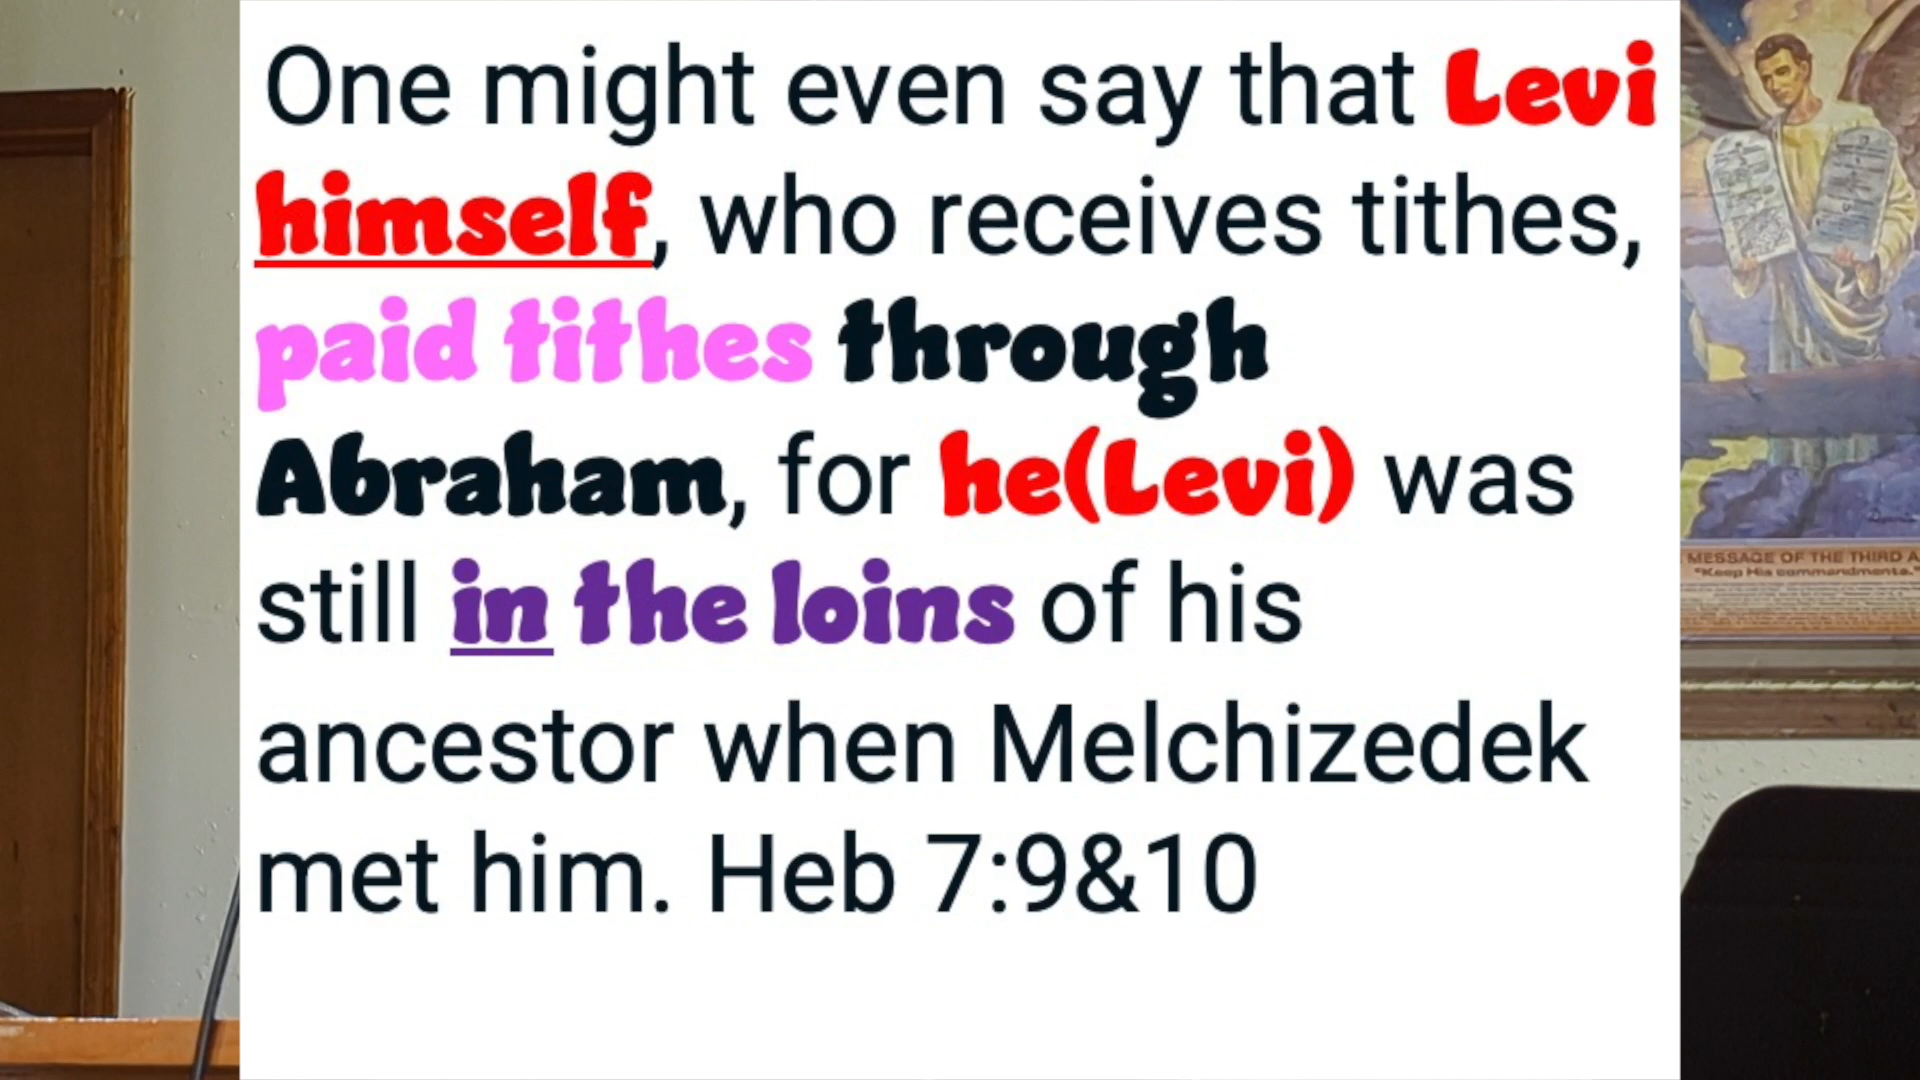 One might even say that Levi
himself, who receives tithes,
paid tithes through
Abraham, for he(Levi) was
still in the loins of his
ancestor when Melchizedek
met him. Heb 7:9&10
MESSAGE OF THE THIRD A
"Keep His commandments."